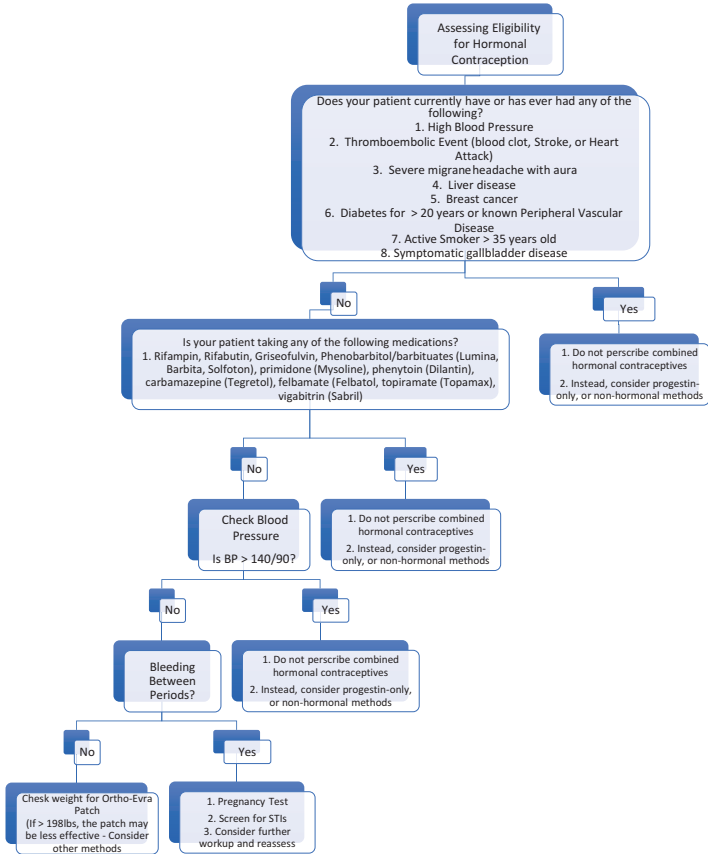 Assessing Eligibility
for Hormonal
Contraception
Does your patient currently have or has ever had any of the
following?
1. High Blood Pressure
2. Thromboembolic Event (blood clot, Stroke, or Heart
Attack)
3. Severe migraneheadache with aura
4. Liver disease
5. Breast cancer
6. Diabetes for > 20 years or known Peripheral Vascular
Disease
7. Active Smoker > 35 years old
8. Symptomatic gallbladder disease
No
Yes
Is your patient taking any of the following medications?
1. Rifampin, Rifabutin, Griseofulvin, Phenobarbitol/barbituates (Lumina,
Barbita, Solfoton), primidone (Mysoline), phenytoin (Dilantin),
carbamazepine (Tegretol), felbamate (Felbatol, topiramate (Topamax),
vigabitrin (Sabril)
1. Do not perscribe combined
hormonal contraceptives
2. Instead, consider progestin-
only, or non-hormonal methods
No
Yes
Check Blood
Pressure
Is BP > 140/90?
1. Do not perscribe combined
hormonal contraceptives
2. Instead, consider progestin-
only, or non-hormonal methods
No
Yes
Bleeding
Between
Periods?
1. Do not perscribe combined
hormonal contraceptives
2. Instead, consider progestin-only,
or non-hormonal methods
No
Yes
Chesk weight for Ortho-Evra
Patch
(If > 198lbs, the patch may
be less effective - Consider
other methods
1. Pregnancy Test
2. Screen for STIs
3. Consider further
workup and reassess